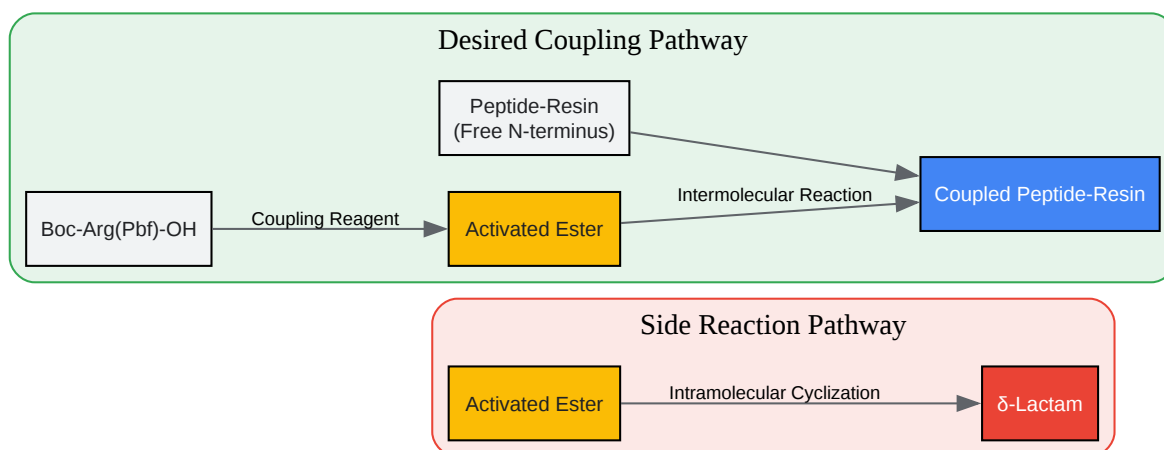 Desired Coupling Pathway
Peptide-Resin
(Free N-terminus)
Boc-Arg(Pbf)-OH
Coupling Reagent
Activated Ester
Intermolecular Reaction
Coupled Peptide-Resin
Side Reaction Pathway
Activated Ester
Intramolecular Cyclization
δ-Lactam